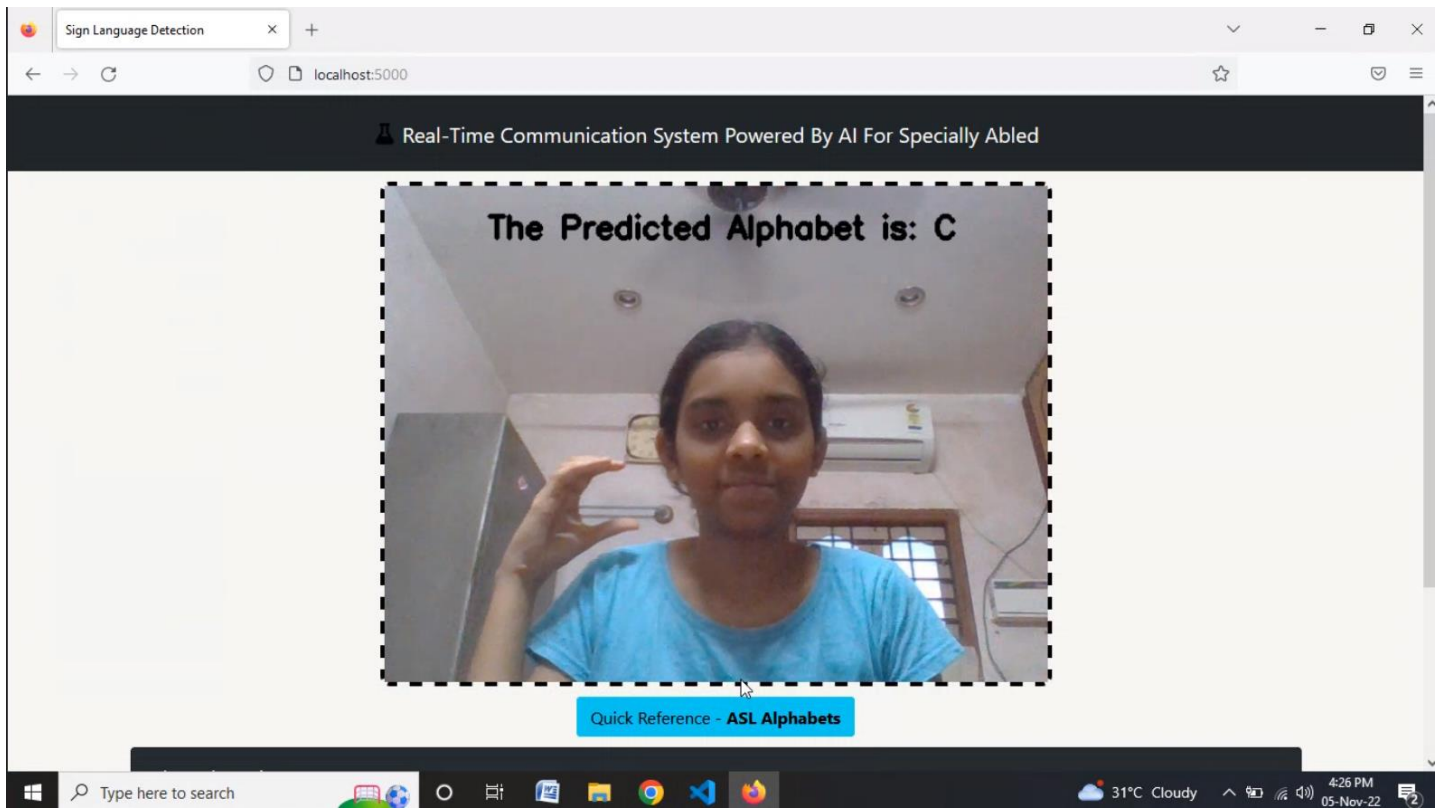 Sign Language Detection
localhost:5000
Real-Time Communication System Powered By AI For Specially Abled
The Predicted Alphabet is: C
Quick Reference - ASL Alphabets
Type here to search
31°C Cloudy
4:26 PM
05-Nov-22
2